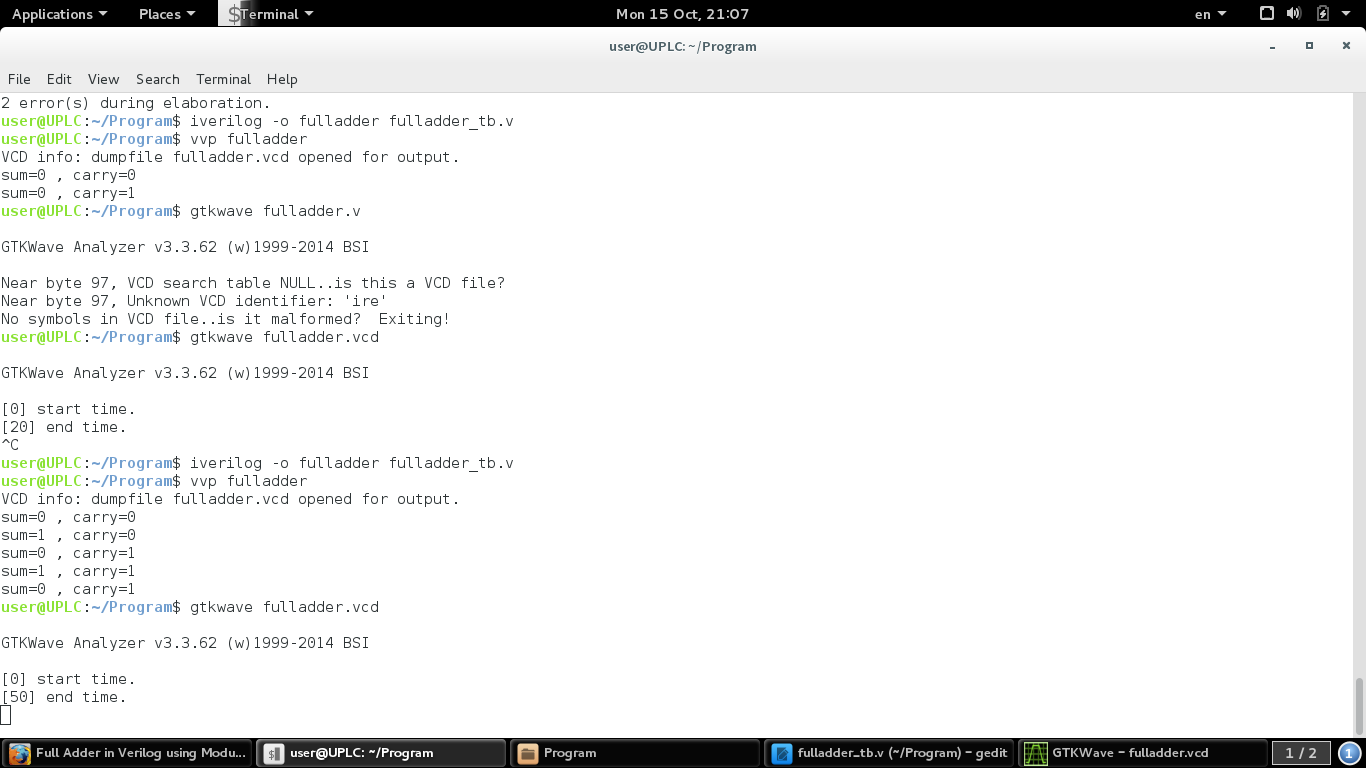 Applications Places $Terminal Mon 15 Oct, 21:07 en
user@UPLC: ~/Program
File Edit View Search Terminal Help
2 error(s) during elaboration.
user@UPLC:~/Program$ iverilog -o fulladder fulladder_tb.v
user@UPLC:~/Program$ vvp fulladder
VCD info: dumpfile fulladder.vcd opened for output.
sum=0 , carry=0
sum=0 , carry=1
user@UPLC:~/Program$ gtkwave fulladder.v
GTKWave Analyzer v3.3.62 (w)1999-2014 BSI
Near byte 97, VCD search table NULL..is this a VCD file?
Near byte 97, Unknown VCD identifier: 'ire'
No symbols in VCD file..is it malformed?  Exiting!
user@UPLC:~/Program$ gtkwave fulladder.vcd
GTKWave Analyzer v3.3.62 (w)1999-2014 BSI
[0] start time.
[20] end time.
^C
user@UPLC:~/Program$ iverilog -o fulladder fulladder_tb.v
user@UPLC:~/Program$ vvp fulladder
VCD info: dumpfile fulladder.vcd opened for output.
sum=0 , carry=0
sum=1 , carry=0
sum=0 , carry=1
sum=1 , carry=1
sum=0 , carry=1
user@UPLC:~/Program$ gtkwave fulladder.vcd
GTKWave Analyzer v3.3.62 (w)1999-2014 BSI
[0] start time.
[50] end time.
Full Adder in Verilog using Modu... user@UPLC: ~/Program Program fulladder_tb.v (~/Program) - gedit GTKWave - fulladder.vcd 1 / 2 1